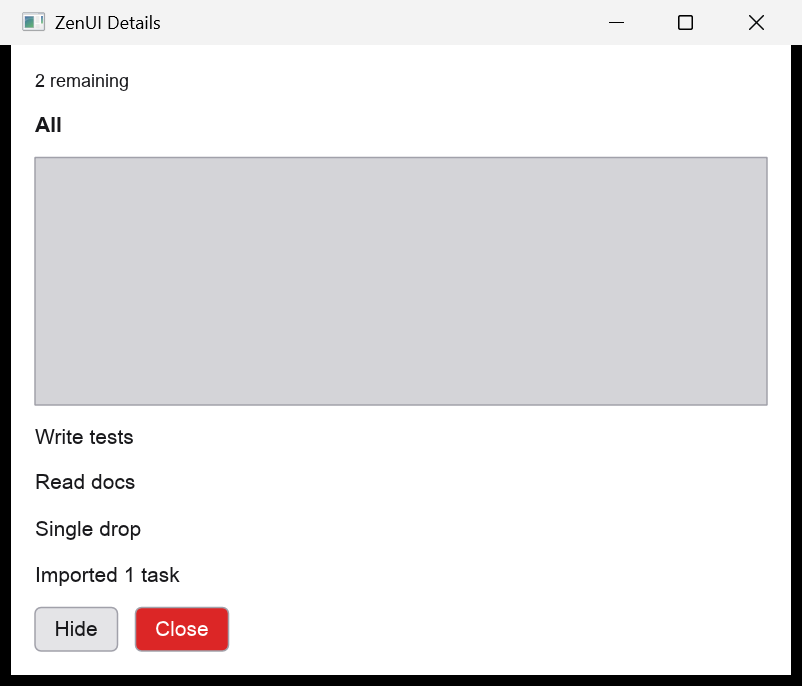 ZenUI Details
2 remaining
All
Write tests
Read docs
Single drop
Imported 1 task
Hide Close